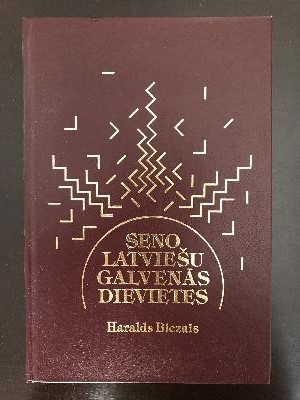 SENO
LATVIEŠU
GALVENĀS
DIEVIETES
Haralds Biezais